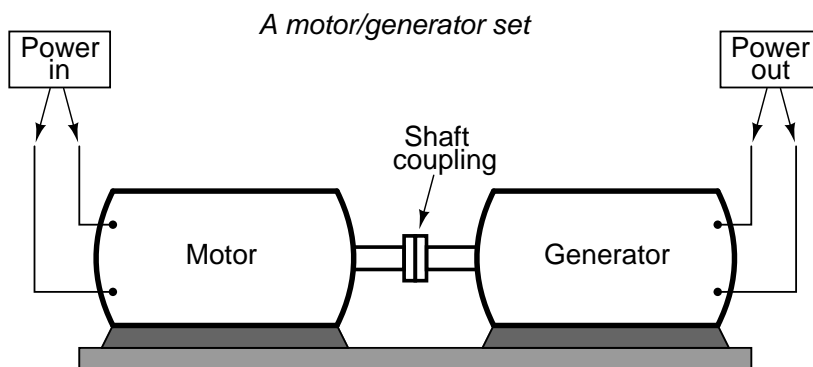 A motor/generator set
Power
in
Power
out
Shaft
coupling
Motor
Generator